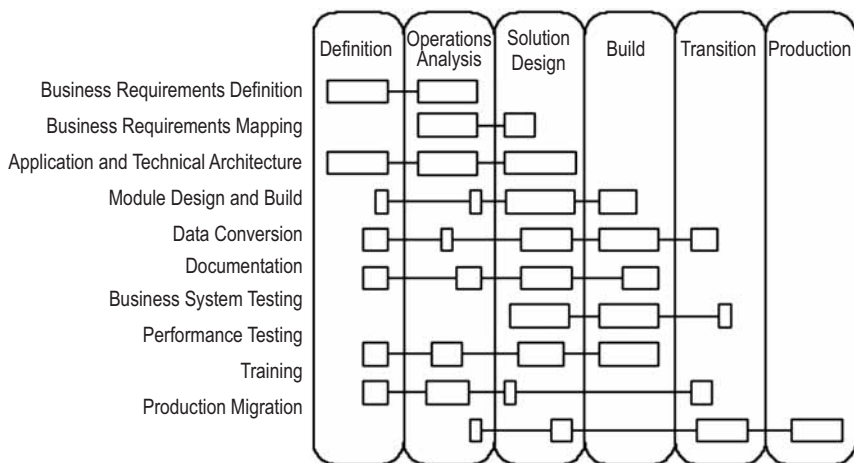 Definition
Operations
Analysis
Solution
Design
Build
Transition
Production
Business Requirements Definition
Business Requirements Mapping
Application and Technical Architecture
Module Design and Build
Data Conversion
Documentation
Business System Testing
Performance Testing
Training
Production Migration